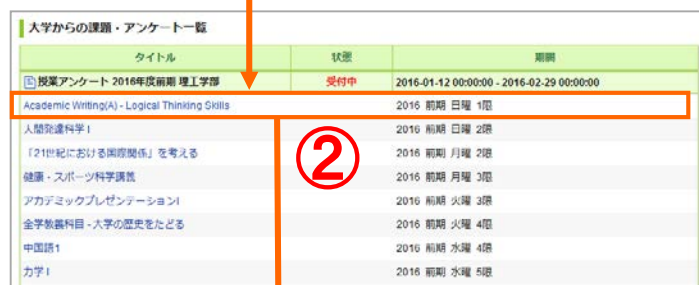 大学からの課題・アンケート一覧
タイトル 状態 期間
授業アンケート 2016年度前期 理工学部 受付中 2016-01-12 00:00:00 - 2016-02-29 00:00:00
Academic Writing(A) - Logical Thinking Skills 2016 前期 日曜 1限
人間発達科学 I 2016 前期 日曜 2限
「21世紀における国際関係」を考える 2016 前期 月曜 2限
②
健康・スポーツ科学講義 2016 前期 月曜 3限
アカデミックプレゼンテーションI 2016 前期 火曜 3限
全学教養科目 - 大学の歴史をたどる 2016 前期 火曜 4限
中国語1 2016 前期 水曜 4限
力学 I 2016 前期 水曜 5限